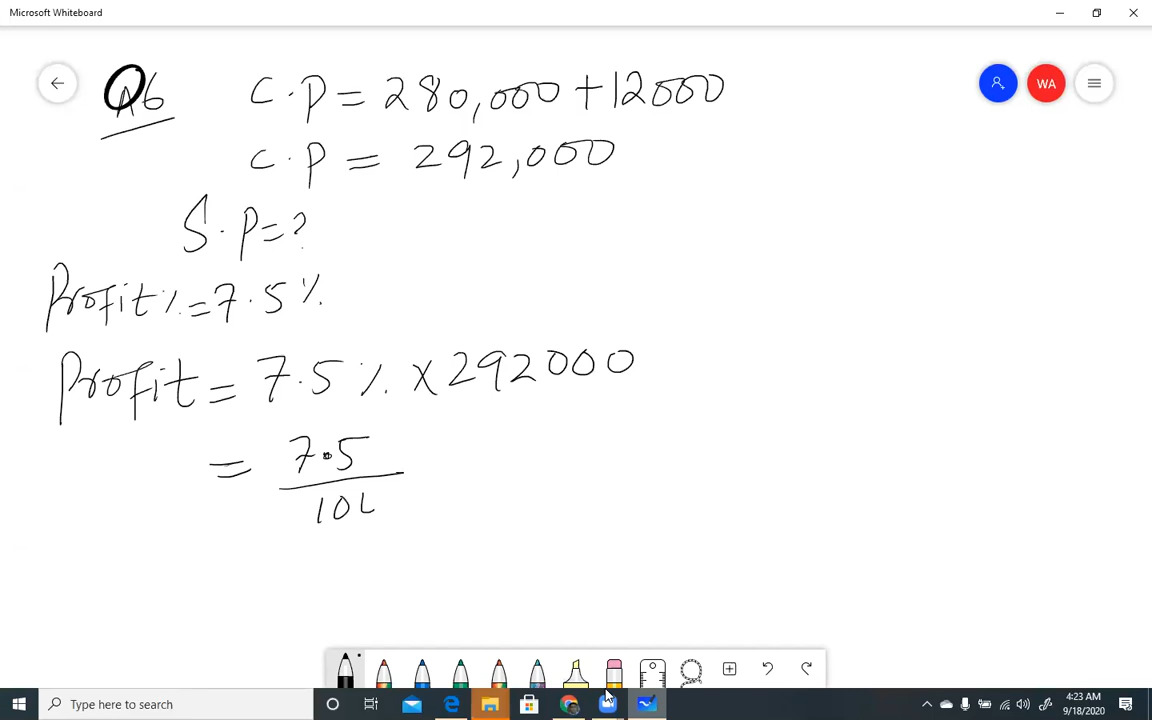 Microsoft Whiteboard
Q6 C.P = 280,000 + 12000
WA
C.P = 292,000
S.P = ?
Profit % = 7.5 %
Profit = 7.5 % × 292000
= 7.5
10
Type here to search
4:23 AM
9/18/2020